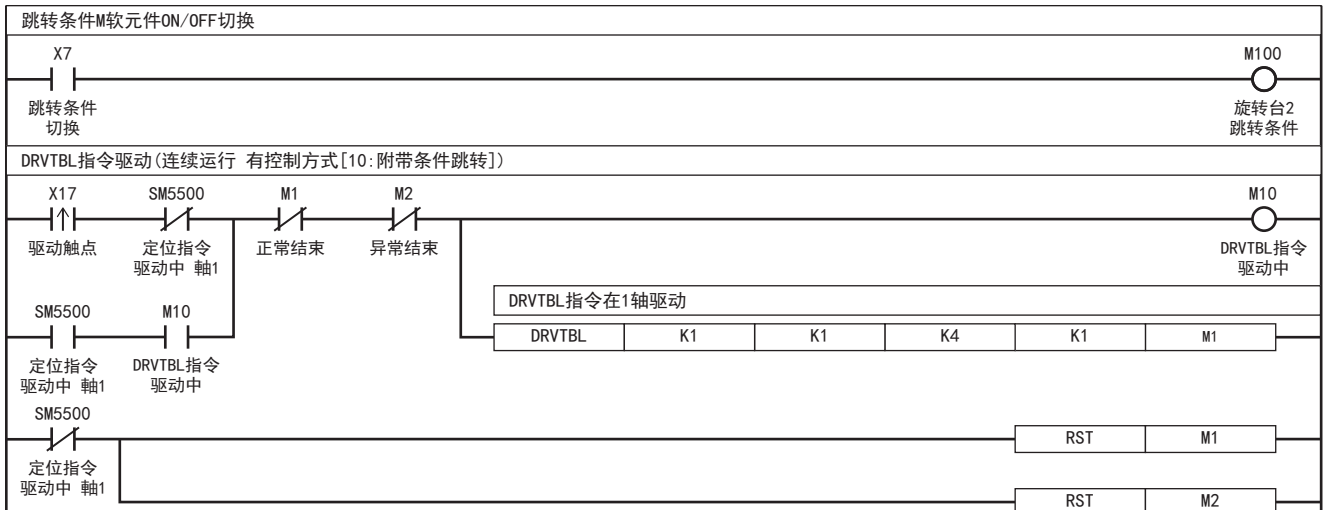 跳转条件M软元件ON/OFF切换
X7
M100
跳转条件
切换
旋转台2
跳转条件
DRVTBL指令驱动(连续运行 有控制方式[10:附带条件跳转])
X17 SM5500 M1 M2 M10
驱动触点 定位指令 正常结束 异常结束 DRVTBL指令
驱动中 軸1 驱动中
DRVTBL指令在1轴驱动
SM5500 M10
DRVTBL K1 K1 K4 K1 M1
定位指令 DRVTBL指令
驱动中 軸1 驱动中
SM5500
RST M1
定位指令
驱动中 軸1
RST M2